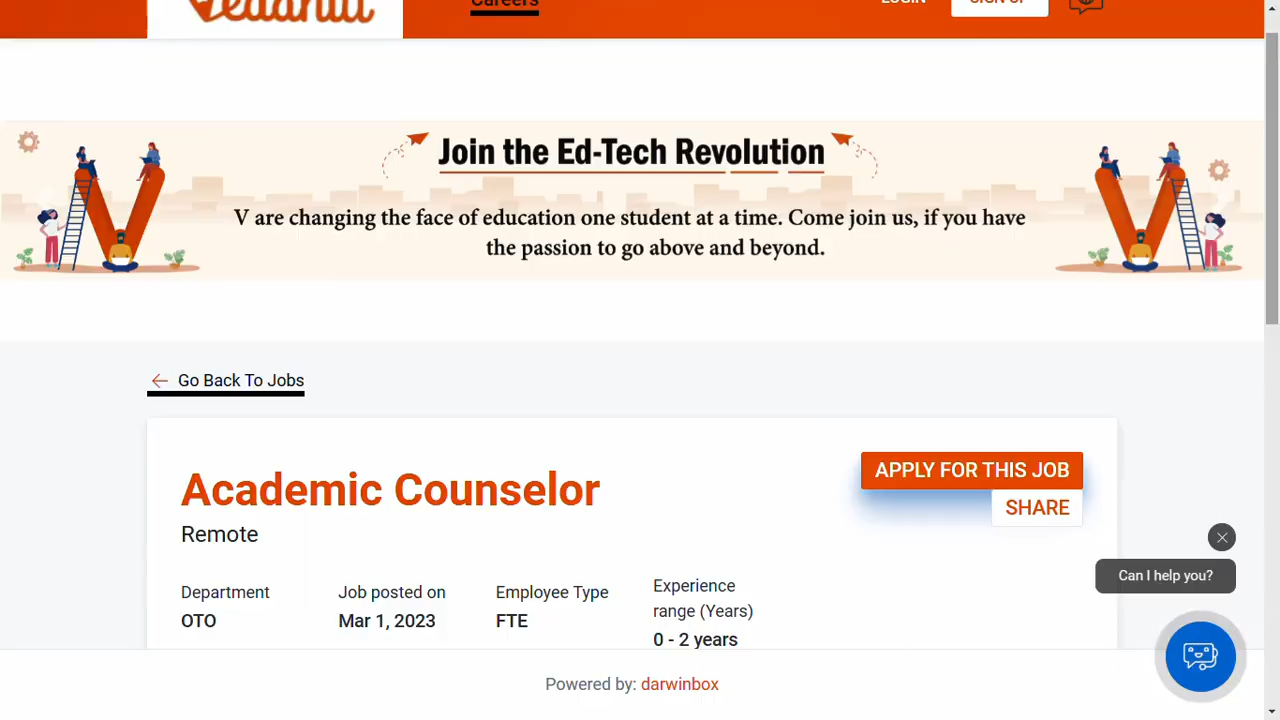 Careers
LOGIN
SIGN UP
Join the Ed-Tech Revolution
V are changing the face of education one student at a time. Come join us, if you have
the passion to go above and beyond.
Go Back To Jobs
Academic Counselor
APPLY FOR THIS JOB
SHARE
Remote
Department
Job posted on
Employee Type
Experience
range (Years)
OTO
Mar 1, 2023
FTE
0 - 2 years
Can I help you?
Powered by: darwinbox